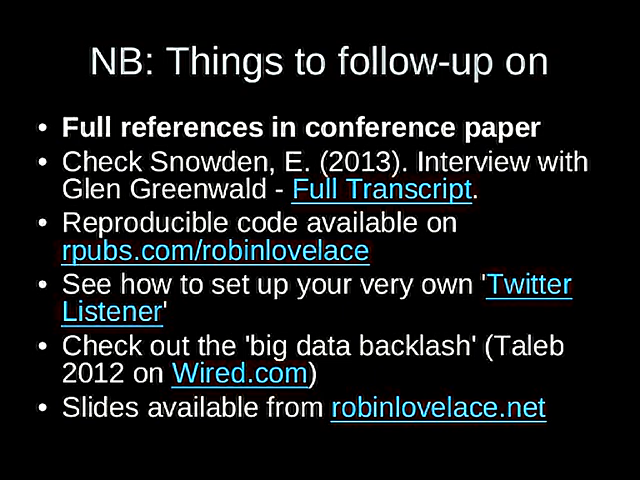 NB: Things to follow-up on
• Full references in conference paper
• Check Snowden, E. (2013). Interview with
Glen Greenwald - Full Transcript.
• Reproducible code available on
rpubs.com/robinlovelace
• See how to set up your very own 'Twitter
Listener'
• Check out the 'big data backlash' (Taleb
2012 on Wired.com)
• Slides available from robinlovelace.net